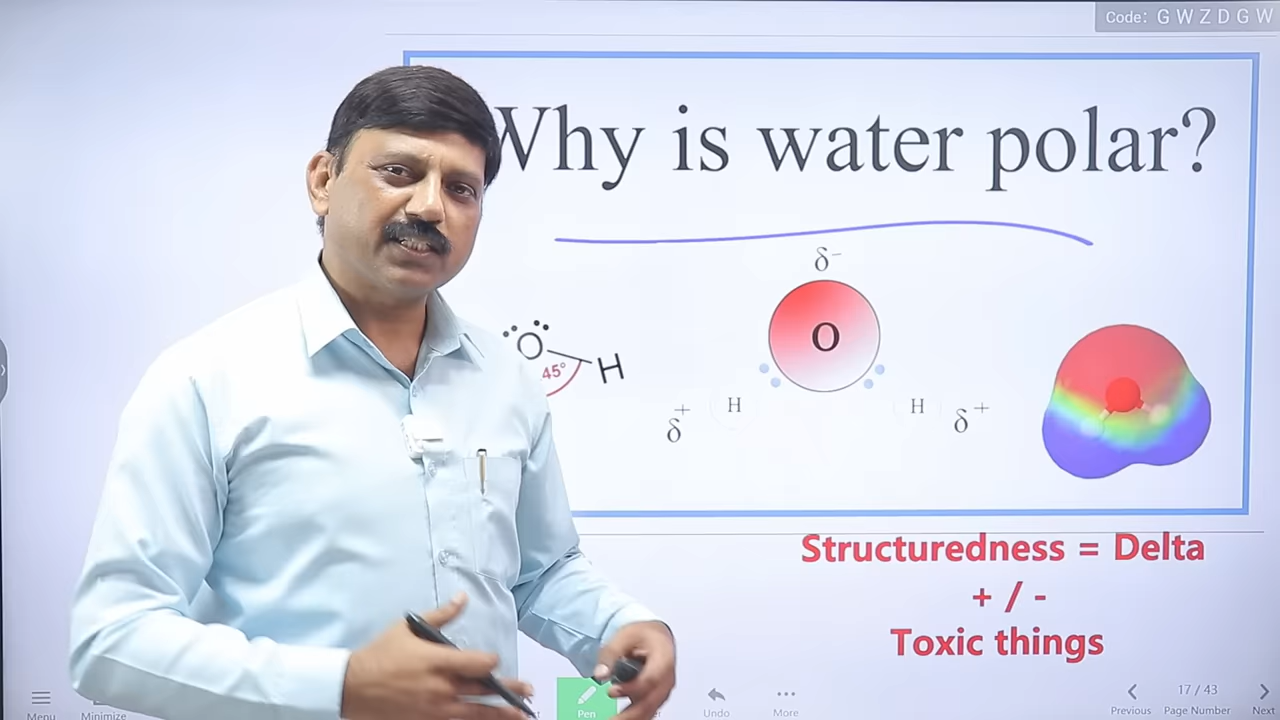 Code: G W Z D G W
Why is water polar?
δ-
O
H
45°
O
δ+
H
H
δ+
Structuredness = Delta
+ / -
Toxic things
Menu
Minimize
Pen
Undo
More
Previous
17 / 43
Page Number
Next